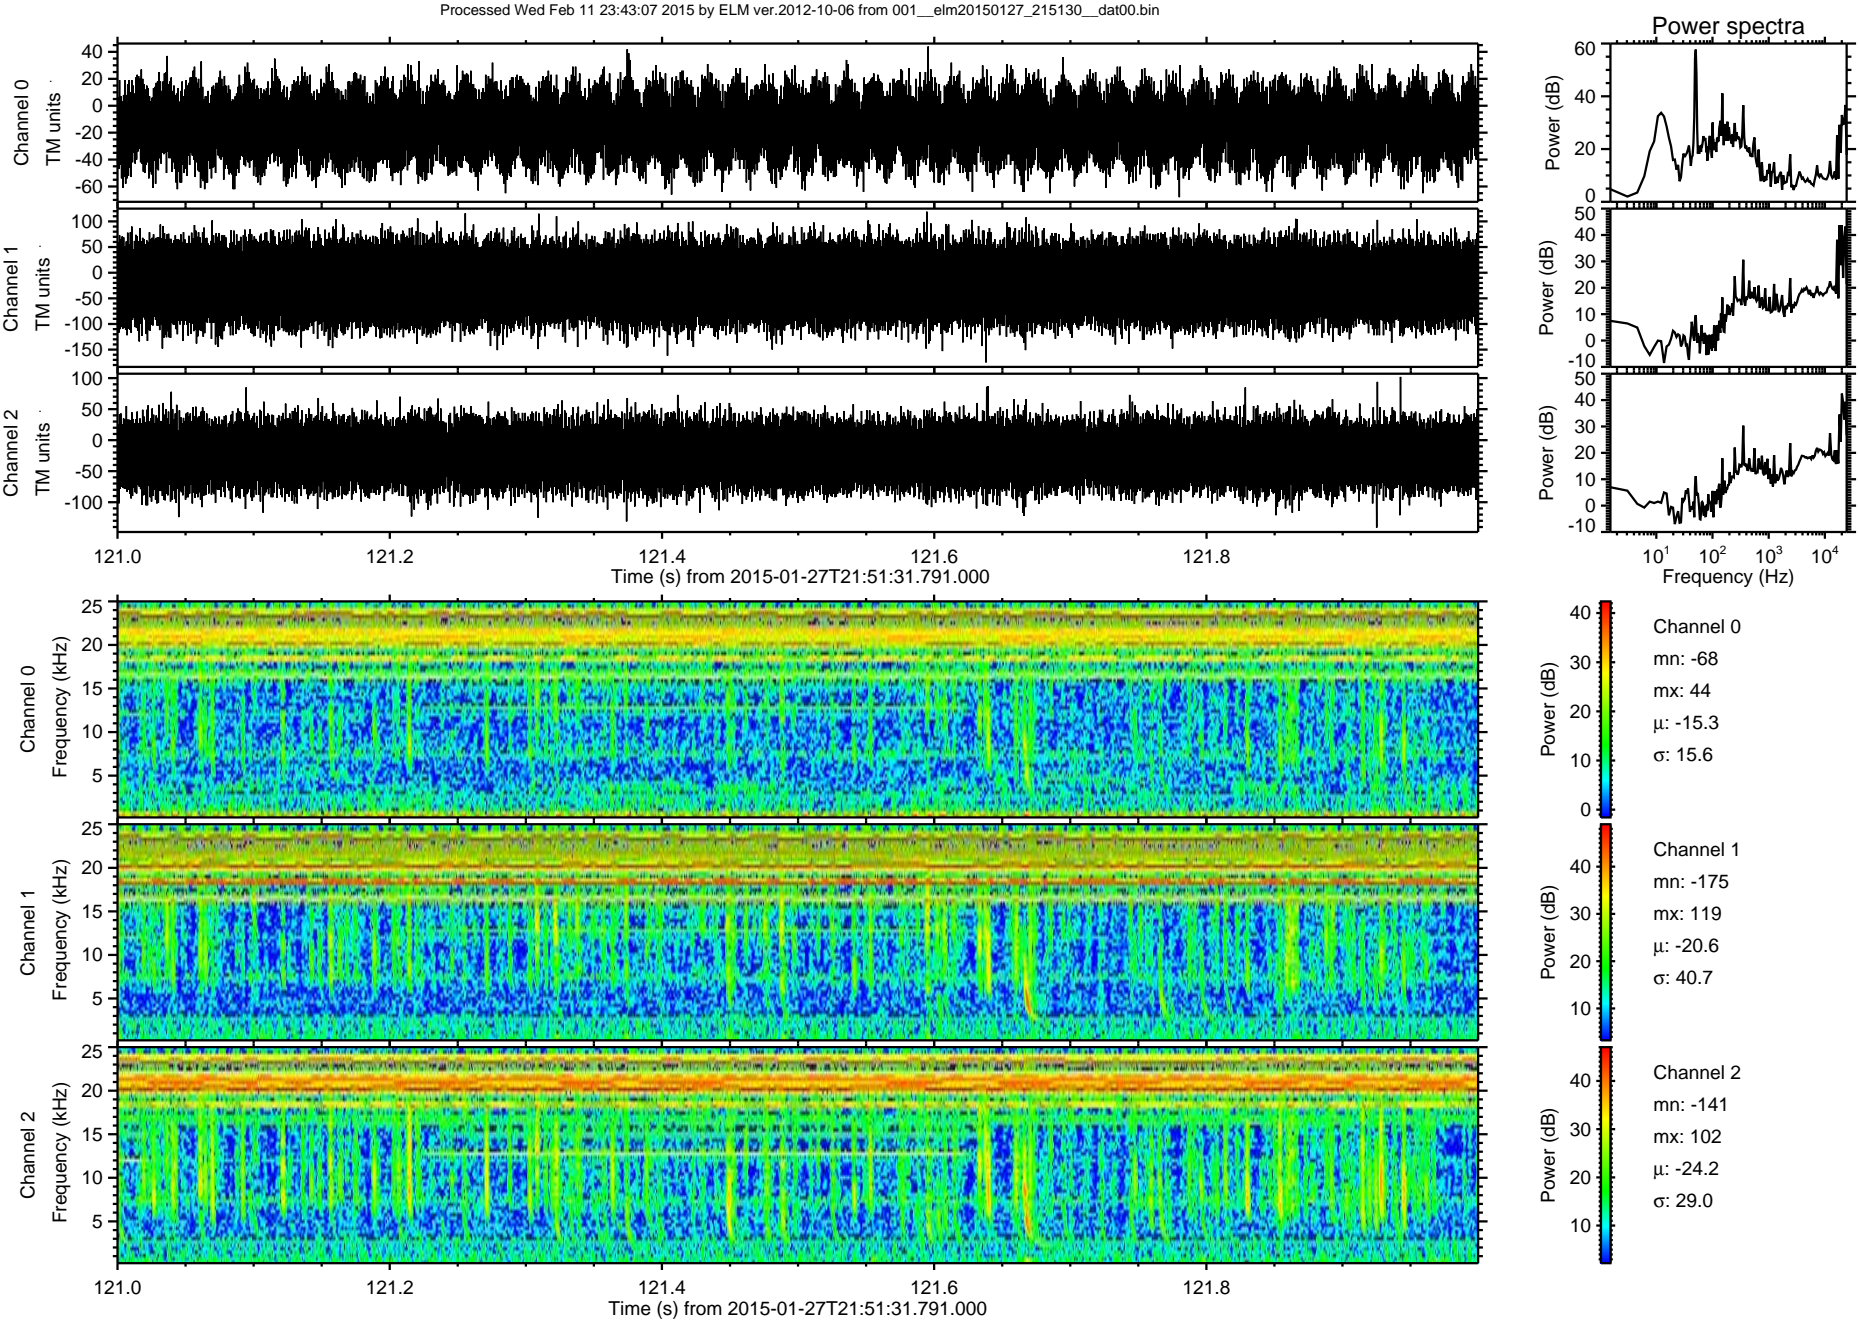 Processed Wed Feb 11 23:43:07 2015 by ELM ver.2012-10-06 from 001__elm20150127_215130__dat00.bin
Power spectra
Channel 0
TM units
40
20
0
-20
-40
-60
Power (dB)
60
40
20
0
Channel 1
TM units
100
50
0
-50
-100
-150
Power (dB)
50
40
30
20
10
0
-10
Channel 2
TM units
100
50
0
-50
-100
Power (dB)
50
40
30
20
10
0
-10
121.0 121.2 121.4 121.6 121.8
Time (s) from 2015-01-27T21:51:31.791.000
10^1 10^2 10^3 10^4
Frequency (Hz)
Channel 0
Frequency (kHz)
25
20
15
10
5
Power (dB)
40
30
20
10
0
Channel 0
mn: -68
mx: 44
μ: -15.3
σ: 15.6
Channel 1
Frequency (kHz)
25
20
15
10
5
Power (dB)
40
30
20
10
Channel 1
mn: -175
mx: 119
μ: -20.6
σ: 40.7
Channel 2
Frequency (kHz)
25
20
15
10
5
Power (dB)
40
30
20
10
Channel 2
mn: -141
mx: 102
μ: -24.2
σ: 29.0
121.0 121.2 121.4 121.6 121.8
Time (s) from 2015-01-27T21:51:31.791.000